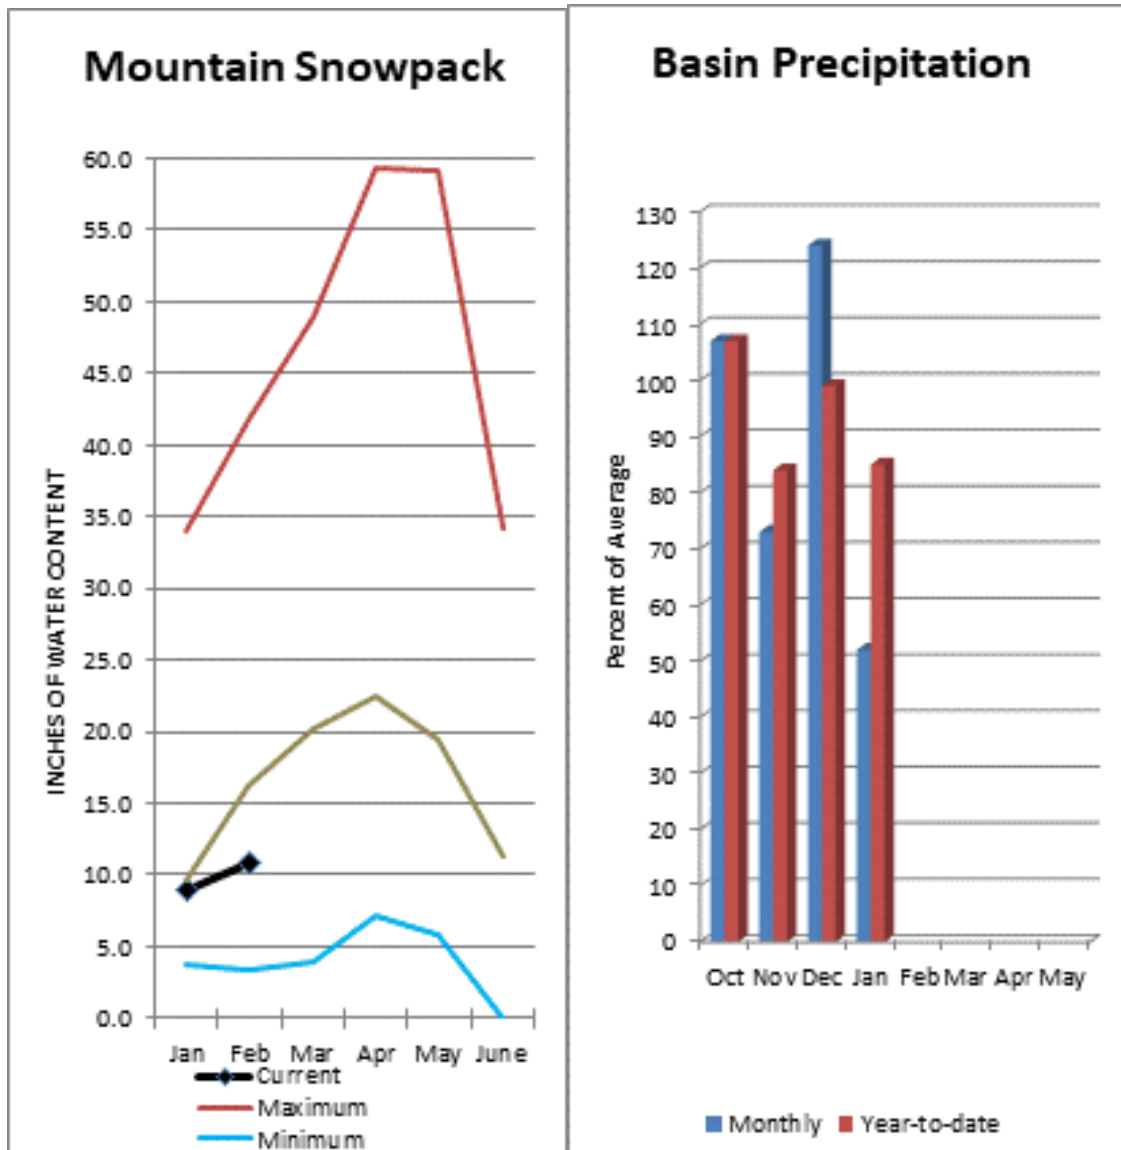 Mountain Snowpack
INCHES OF WATER CONTENT
60.0
55.0
50.0
45.0
40.0
35.0
30.0
25.0
20.0
15.0
10.0
5.0
0.0
Jan Feb Mar Apr May June
Current
Maximum
Minimum
Basin Precipitation
Percent of Average
130
120
110
100
90
80
70
60
50
40
30
20
10
0
Oct Nov Dec Jan Feb Mar Apr May
Monthly Year-to-date